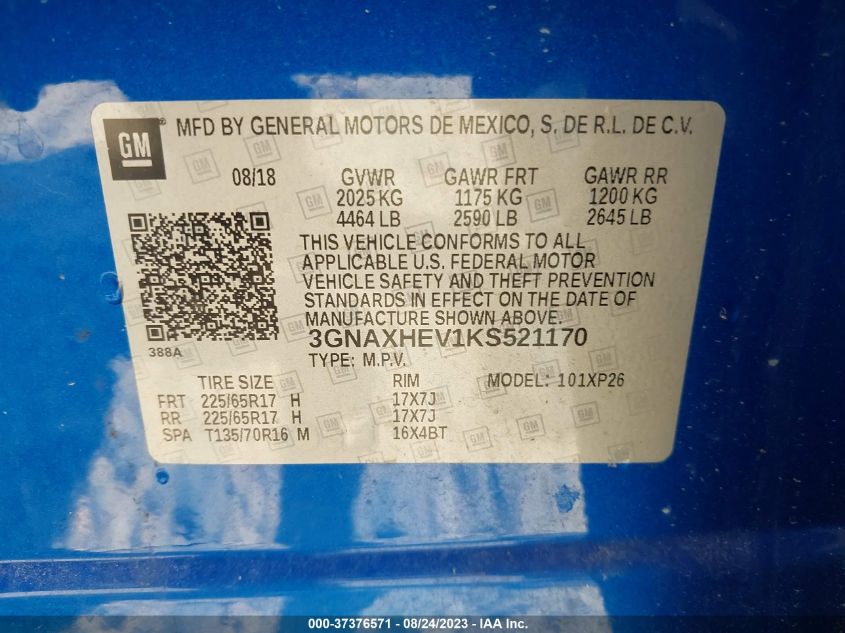 GM ® MFD BY GENERAL MOTORS DE MEXICO, S. DE R.L. DE C.V.
08/18 GVWR GAWR FRT GAWR RR
2025 KG 1175 KG 1200 KG
4464 LB 2590 LB 2645 LB
THIS VEHICLE CONFORMS TO ALL
APPLICABLE U.S. FEDERAL MOTOR
VEHICLE SAFETY AND THEFT PREVENTION
STANDARDS IN EFFECT ON THE DATE OF
MANUFACTURE SHOWN ABOVE.
388A
3GNAXHEV1KS521170
TYPE: M.P.V.
TIRE SIZE RIM MODEL: 101XP26
FRT 225/65R17 H 17X7J
RR 225/65R17 H 17X7J
SPA T135/70R16 M 16X4BT
000-37376571 - 08/24/2023 - IAA Inc.